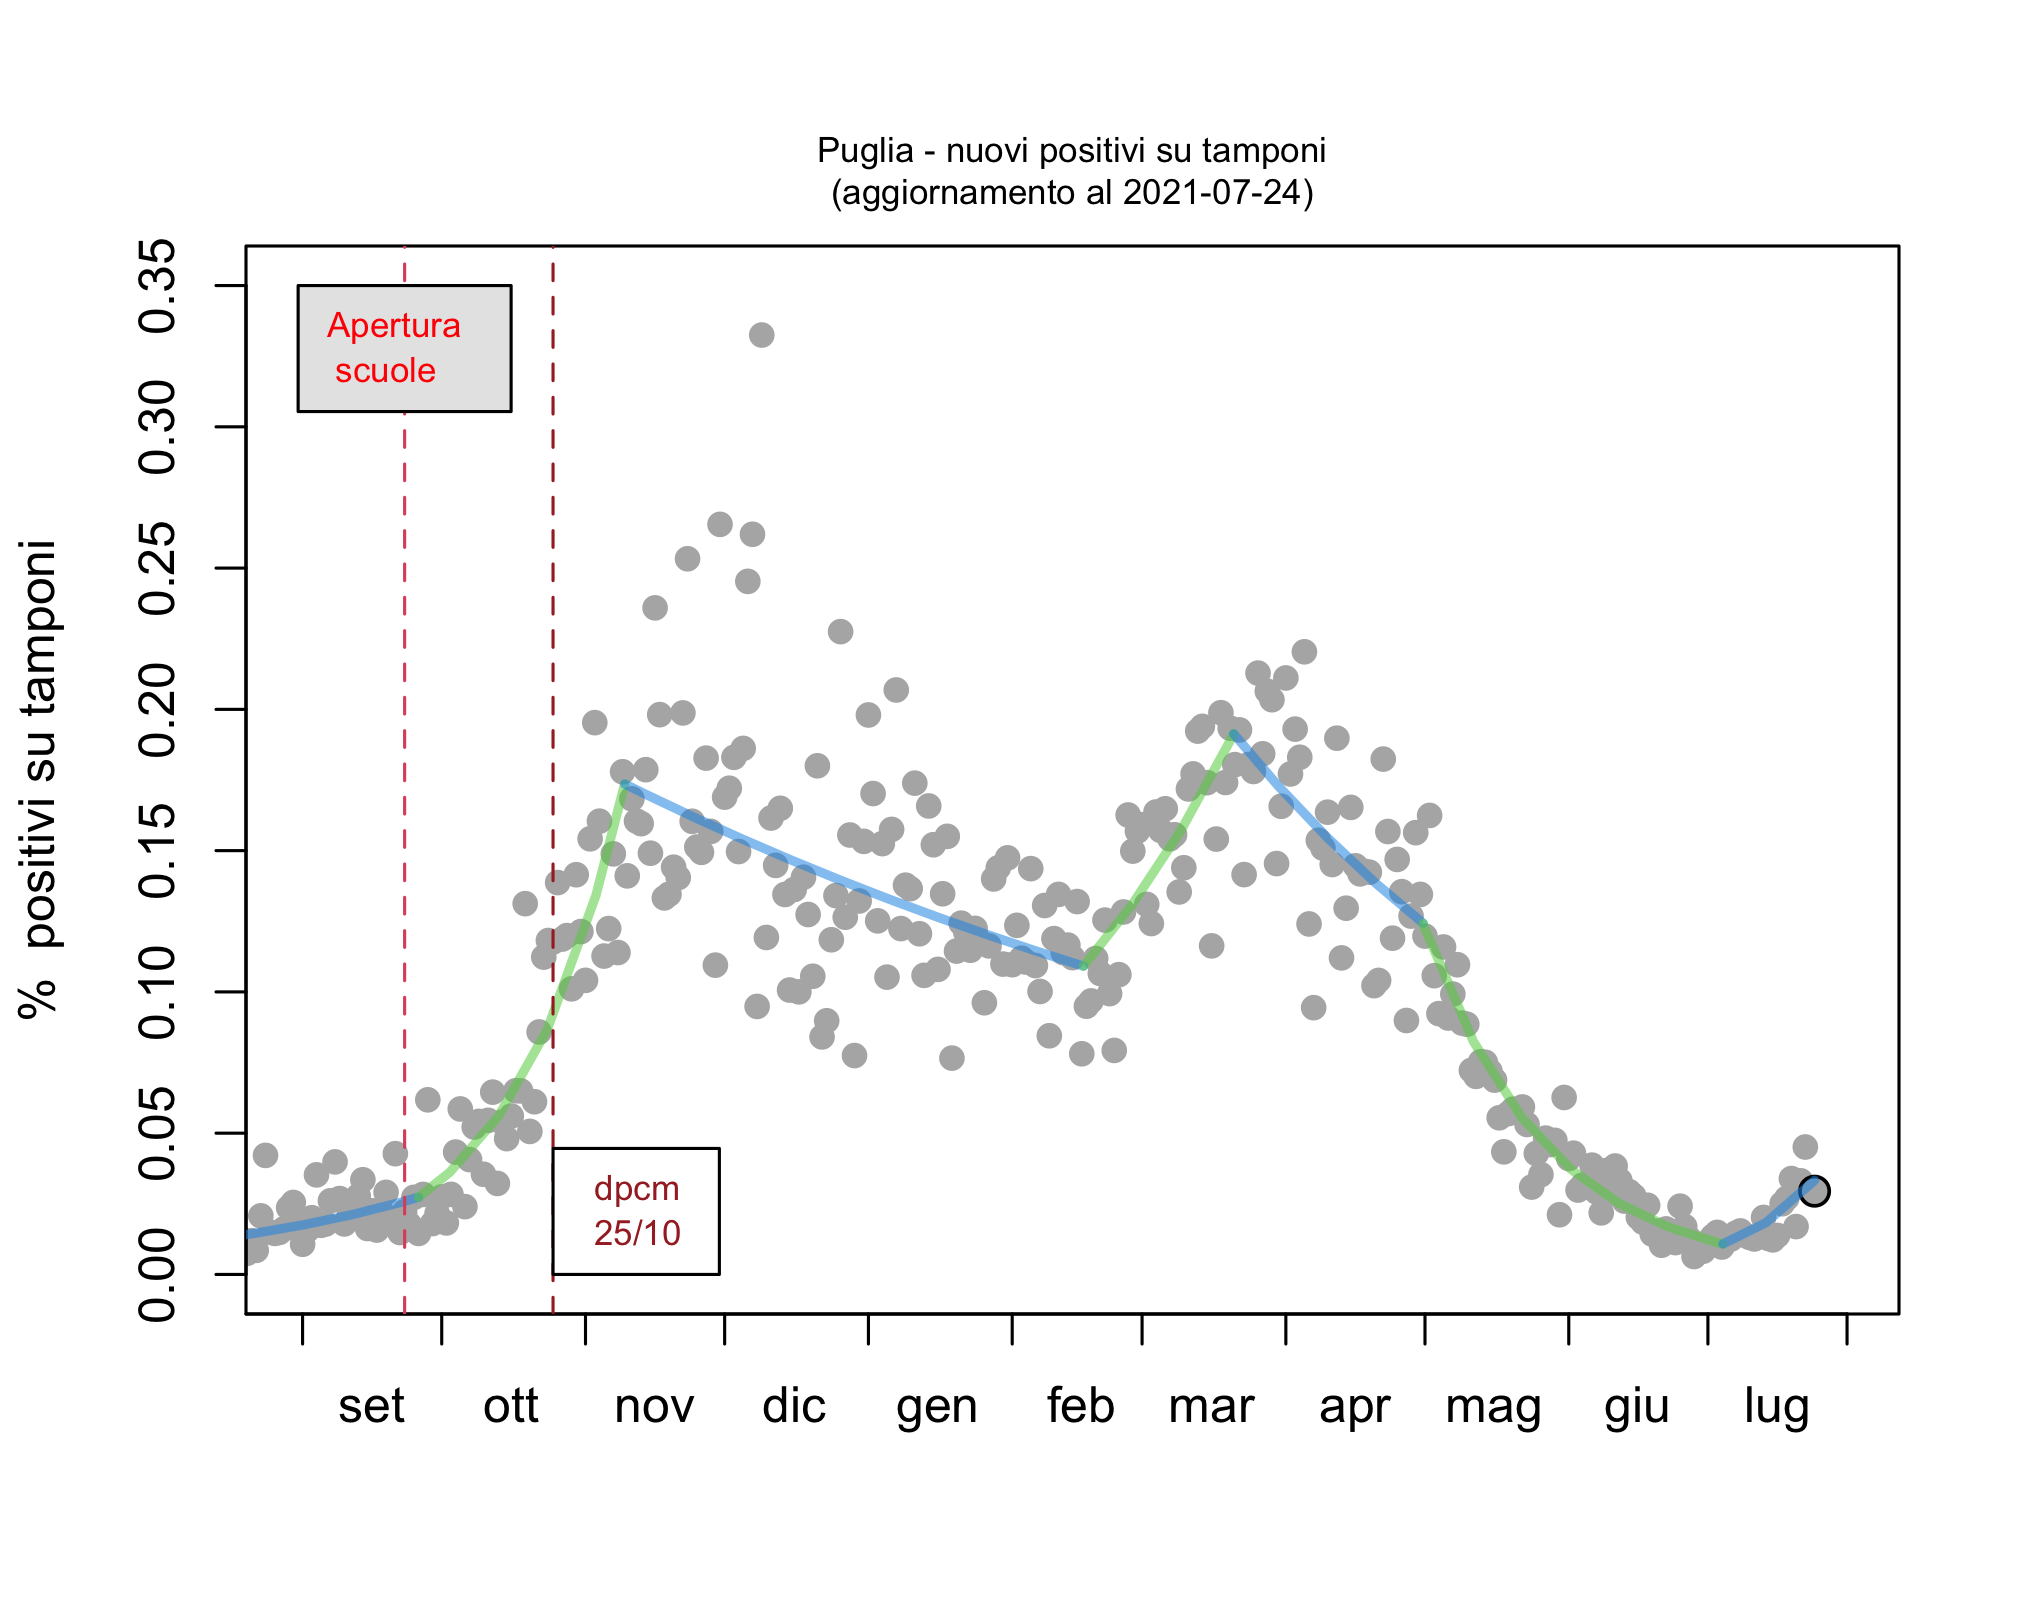 Puglia - nuovi positivi su tamponi
(aggiornamento al 2021-07-24)
% positivi su tamponi
0.35
0.30
0.25
0.20
0.15
0.10
0.05
0.00
Apertura
scuole
dpcm
25/10
set ott nov dic gen feb mar apr mag giu lug